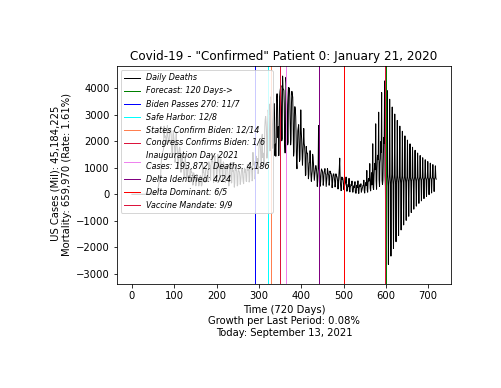 Covid-19 - "Confirmed" Patient 0: January 21, 2020
US Cases (Mil): 45,184,225
Mortality: 659,970 (Rate: 1.61%)
4000
3000
2000
1000
0
−1000
−2000
−3000
Daily Deaths
Forecast: 120 Days->
Biden Passes 270: 11/7
Safe Harbor: 12/8
States Confirm Biden: 12/14
Congress Confirms Biden: 1/6
Inauguration Day 2021
Cases: 193,872, Deaths: 4,186
Delta Identified: 4/24
Delta Dominant: 6/5
Vaccine Mandate: 9/9
0 100 200 300 400 500 600 700
Time (720 Days)
Growth per Last Period: 0.08%
Today: September 13, 2021